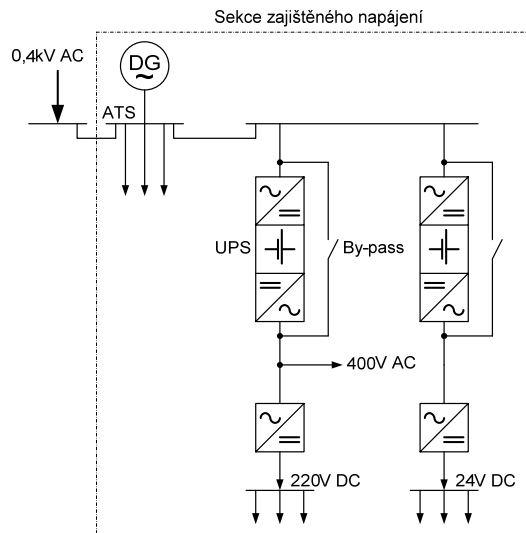 Sekce zajištěného napájení
0,4kV AC
DG
ATS
UPS
By-pass
400V AC
220V DC
24V DC